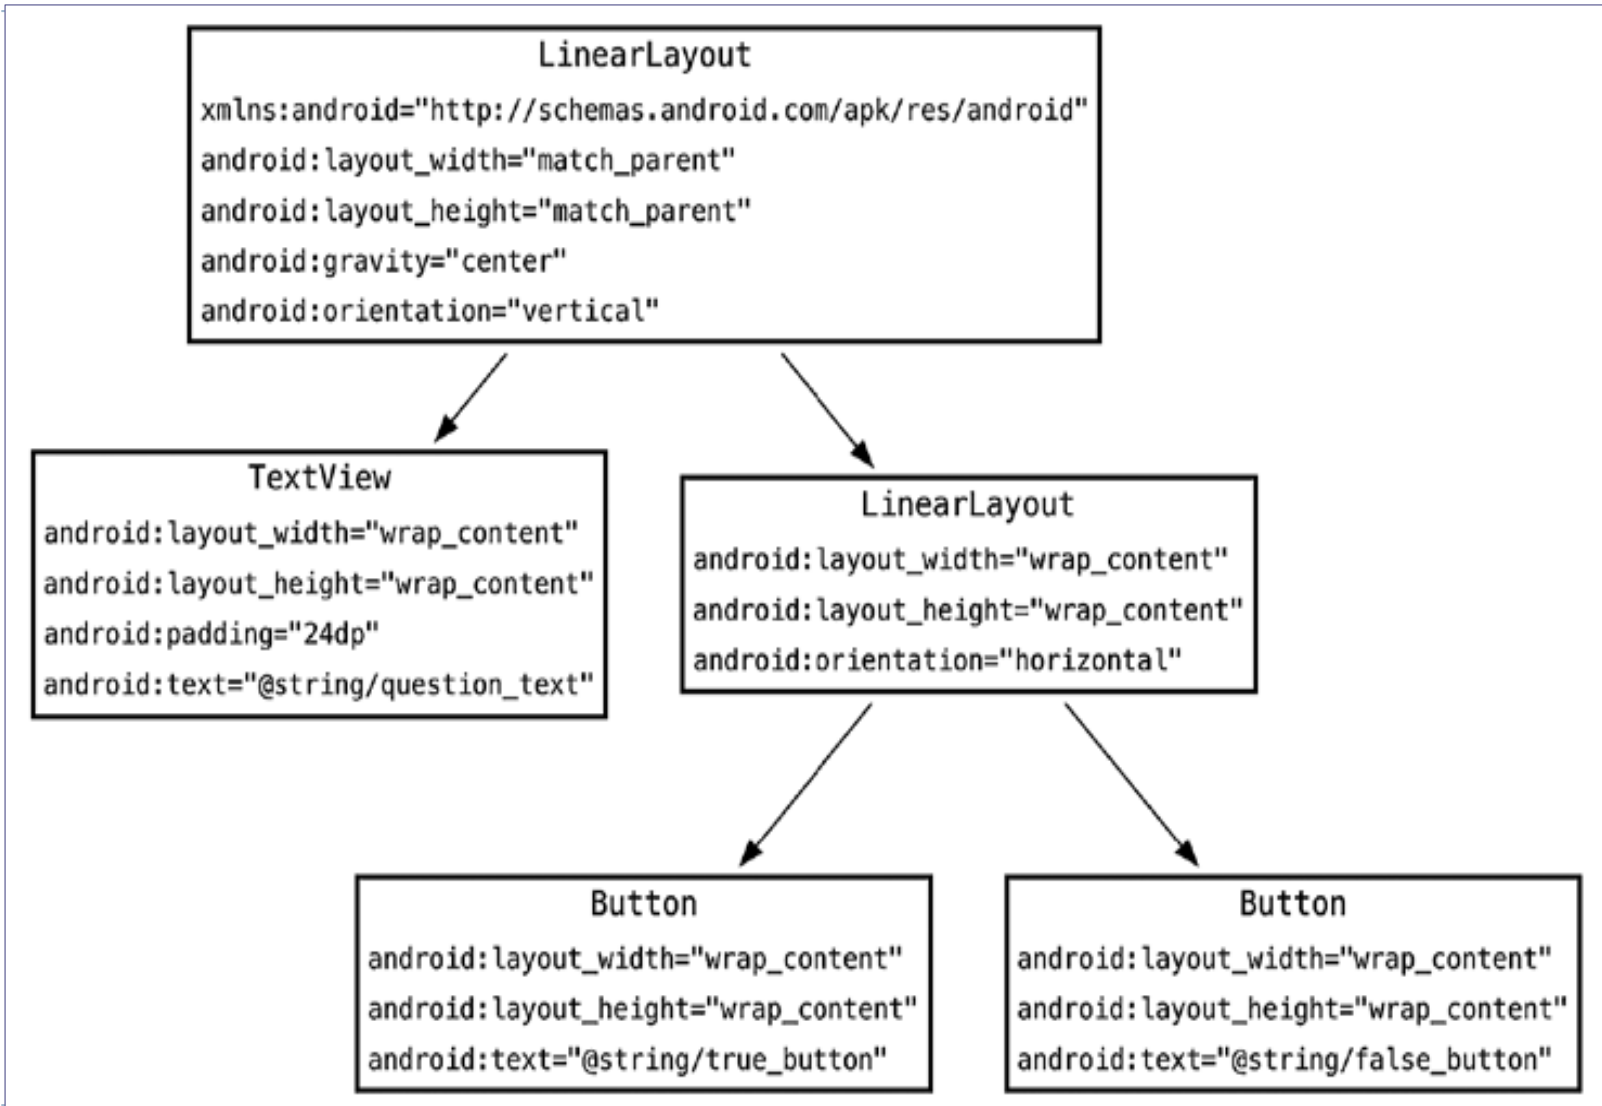 LinearLayout
xmlns:android="http://schemas.android.com/apk/res/android"
android:layout_width="match_parent"
android:layout_height="match_parent"
android:gravity="center"
android:orientation="vertical"
TextView
android:layout_width="wrap_content"
android:layout_height="wrap_content"
android:padding="24dp"
android:text="@string/question_text"
LinearLayout
android:layout_width="wrap_content"
android:layout_height="wrap_content"
android:orientation="horizontal"
Button
android:layout_width="wrap_content"
android:layout_height="wrap_content"
android:text="@string/true_button"
Button
android:layout_width="wrap_content"
android:layout_height="wrap_content"
android:text="@string/false_button"